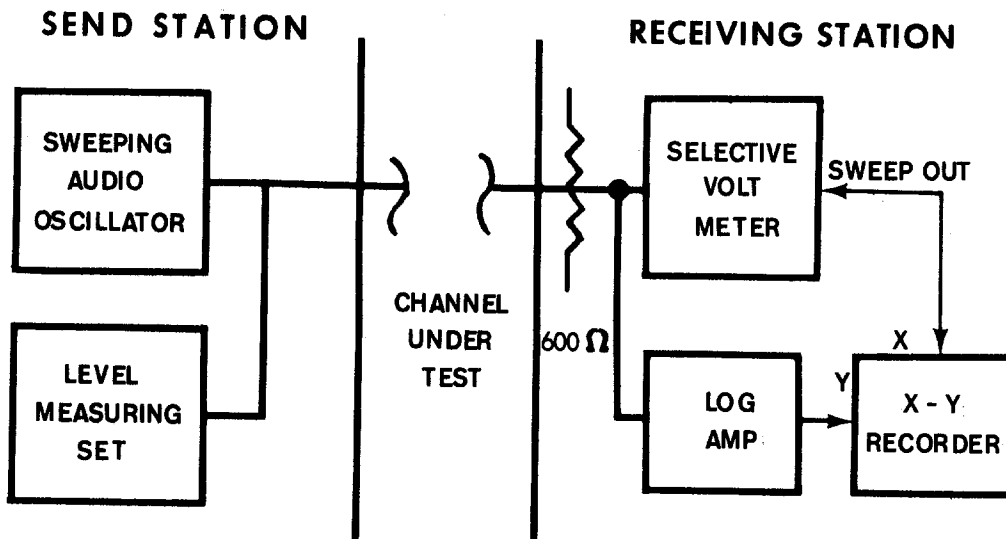 SEND STATION
RECEIVING STATION
SWEEPING
AUDIO
OSCILLATOR
LEVEL
MEASURING
SET
CHANNEL
UNDER
TEST
600 Ω
SELECTIVE
VOLT
METER
SWEEP OUT
LOG
AMP
X
Y
X - Y
RECORDER